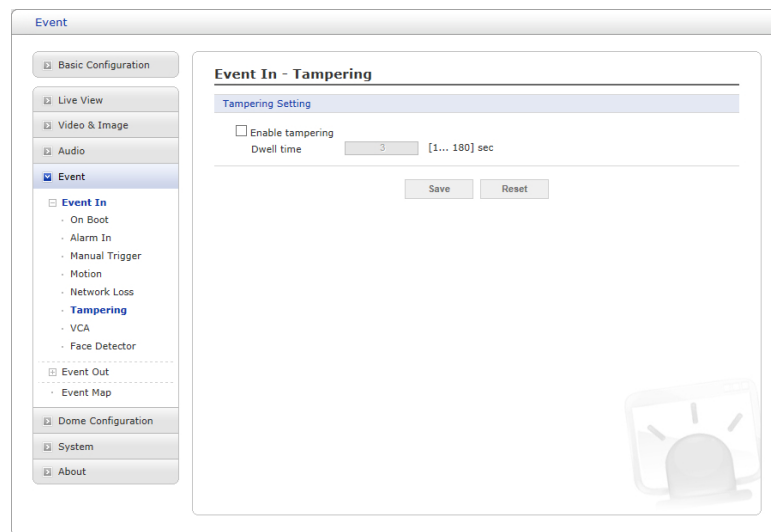 Event
Basic Configuration
Live View
Video & Image
Audio
Event
Event In
On Boot
Alarm In
Manual Trigger
Motion
Network Loss
Tampering
VCA
Face Detector
Event Out
Event Map
Dome Configuration
System
About
Event In - Tampering
Tampering Setting
Enable tampering
Dwell time 3 [1... 180] sec
Save Reset